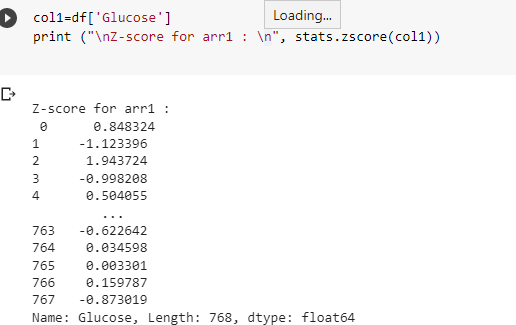 col1=df['Glucose']
Loading...
print ("\nZ-score for arr1 : \n", stats.zscore(col1))
Z-score for arr1 :
0 0.848324
1 -1.123396
2 1.943724
3 -0.998208
4 0.504055
...
763 -0.622642
764 0.034598
765 0.003301
766 0.159787
767 -0.873019
Name: Glucose, Length: 768, dtype: float64